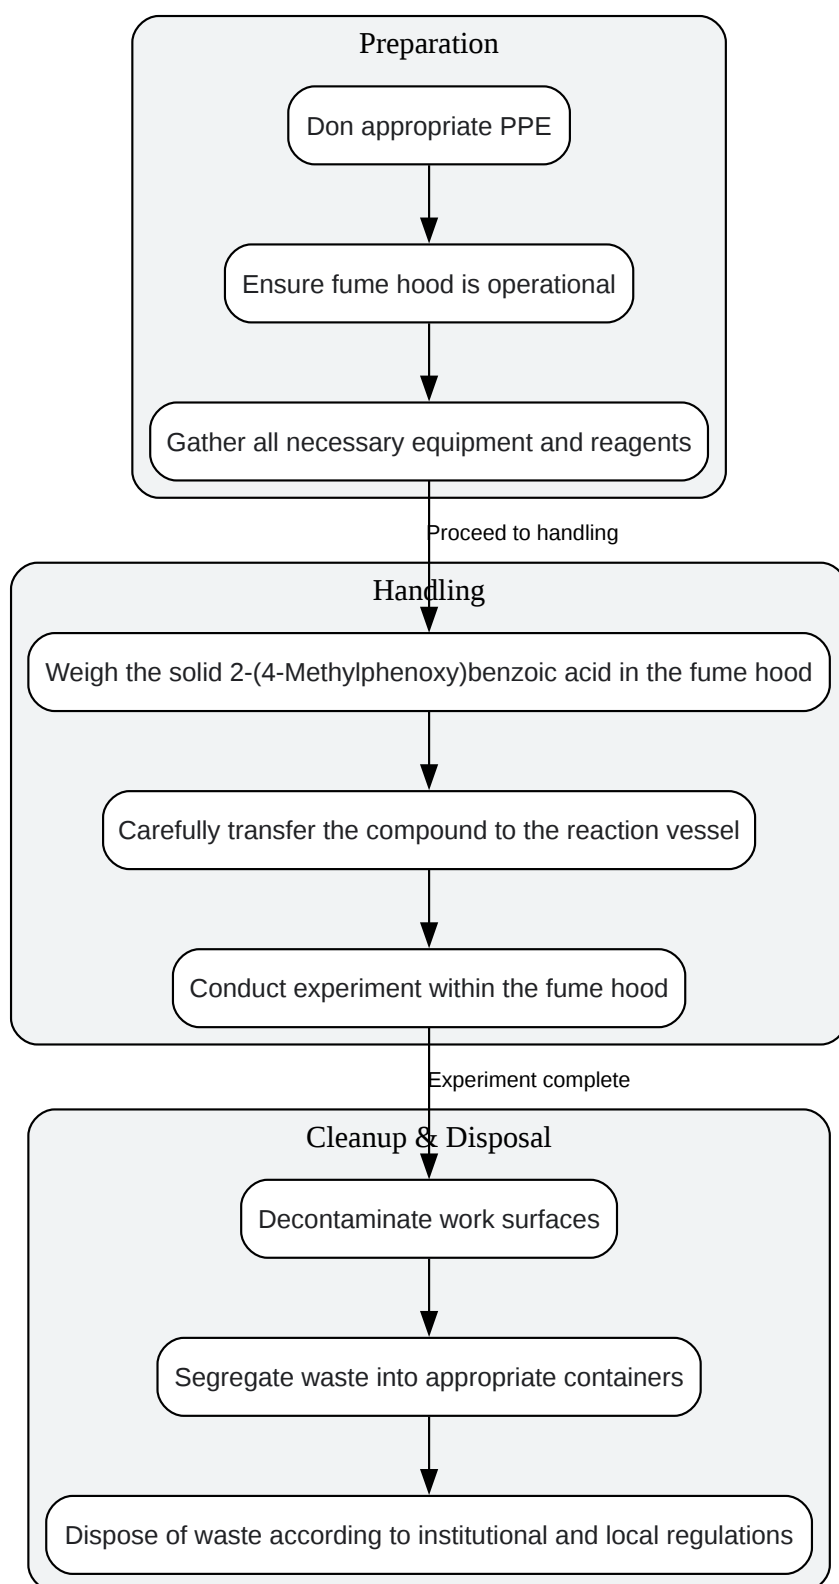 Preparation
Don appropriate PPE
Ensure fume hood is operational
Gather all necessary equipment and reagents
Proceed to handling
Handling
Weigh the solid 2-(4-Methylphenoxy)benzoic acid in the fume hood
Carefully transfer the compound to the reaction vessel
Conduct experiment within the fume hood
Experiment complete
Cleanup & Disposal
Decontaminate work surfaces
Segregate waste into appropriate containers
Dispose of waste according to institutional and local regulations